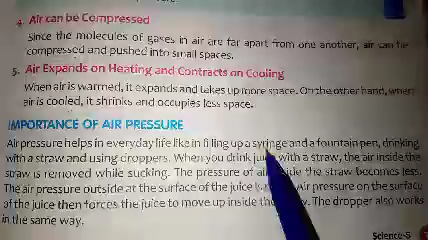 4. Air can be Compressed
Since the molecules of gases in air are far apart from one another, air can be
compressed and pushed into small spaces.
5. Air Expands on Heating and Contracts on Cooling
When air is warmed, it expands and takes up more space. On the other hand, when
air is cooled, it shrinks and occupies less space.
IMPORTANCE OF AIR PRESSURE
Air pressure helps in everyday life like in filling up a syringe and a fountain pen, drinking
with a straw and using droppers. When you drink juice with a straw, the air inside the
straw is removed while sucking. The pressure of air inside the straw becomes less.
The air pressure outside at the surface of the juice air pressure on the surface
of the juice then forces the juice to move up inside the. The dropper also works
in the same way.
Science-5